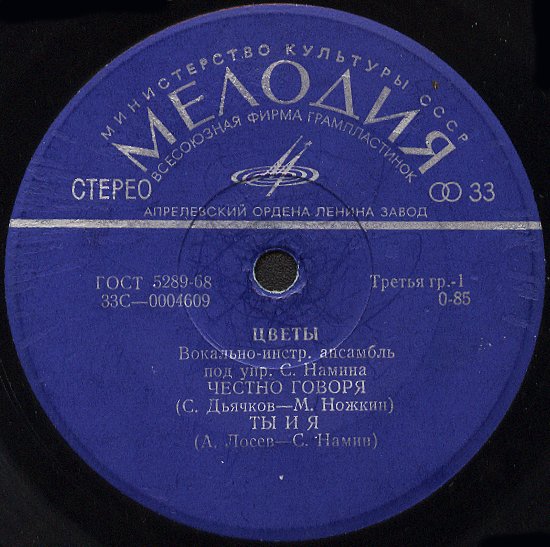 МИНИСТЕРСТВО КУЛЬТУРЫ СССР
МЕЛОДИЯ
ВСЕСОЮЗНАЯ ФИРМА ГРАМПЛАСТИНОК
СТЕРЕО
33
АПРЕЛЕВСКИЙ ОРДЕНА ЛЕНИНА ЗАВОД
ГОСТ 5289-68
Третья гр.-1
33С—0004609
0-85
ЦВЕТЫ
Вокально-инстр. ансамбль
под упр. С. Намина
ЧЕСТНО ГОВОРЯ
(С. Дьячков—М. Ножкин)
ТЫ И Я
(А. Лосев—С. Намин)